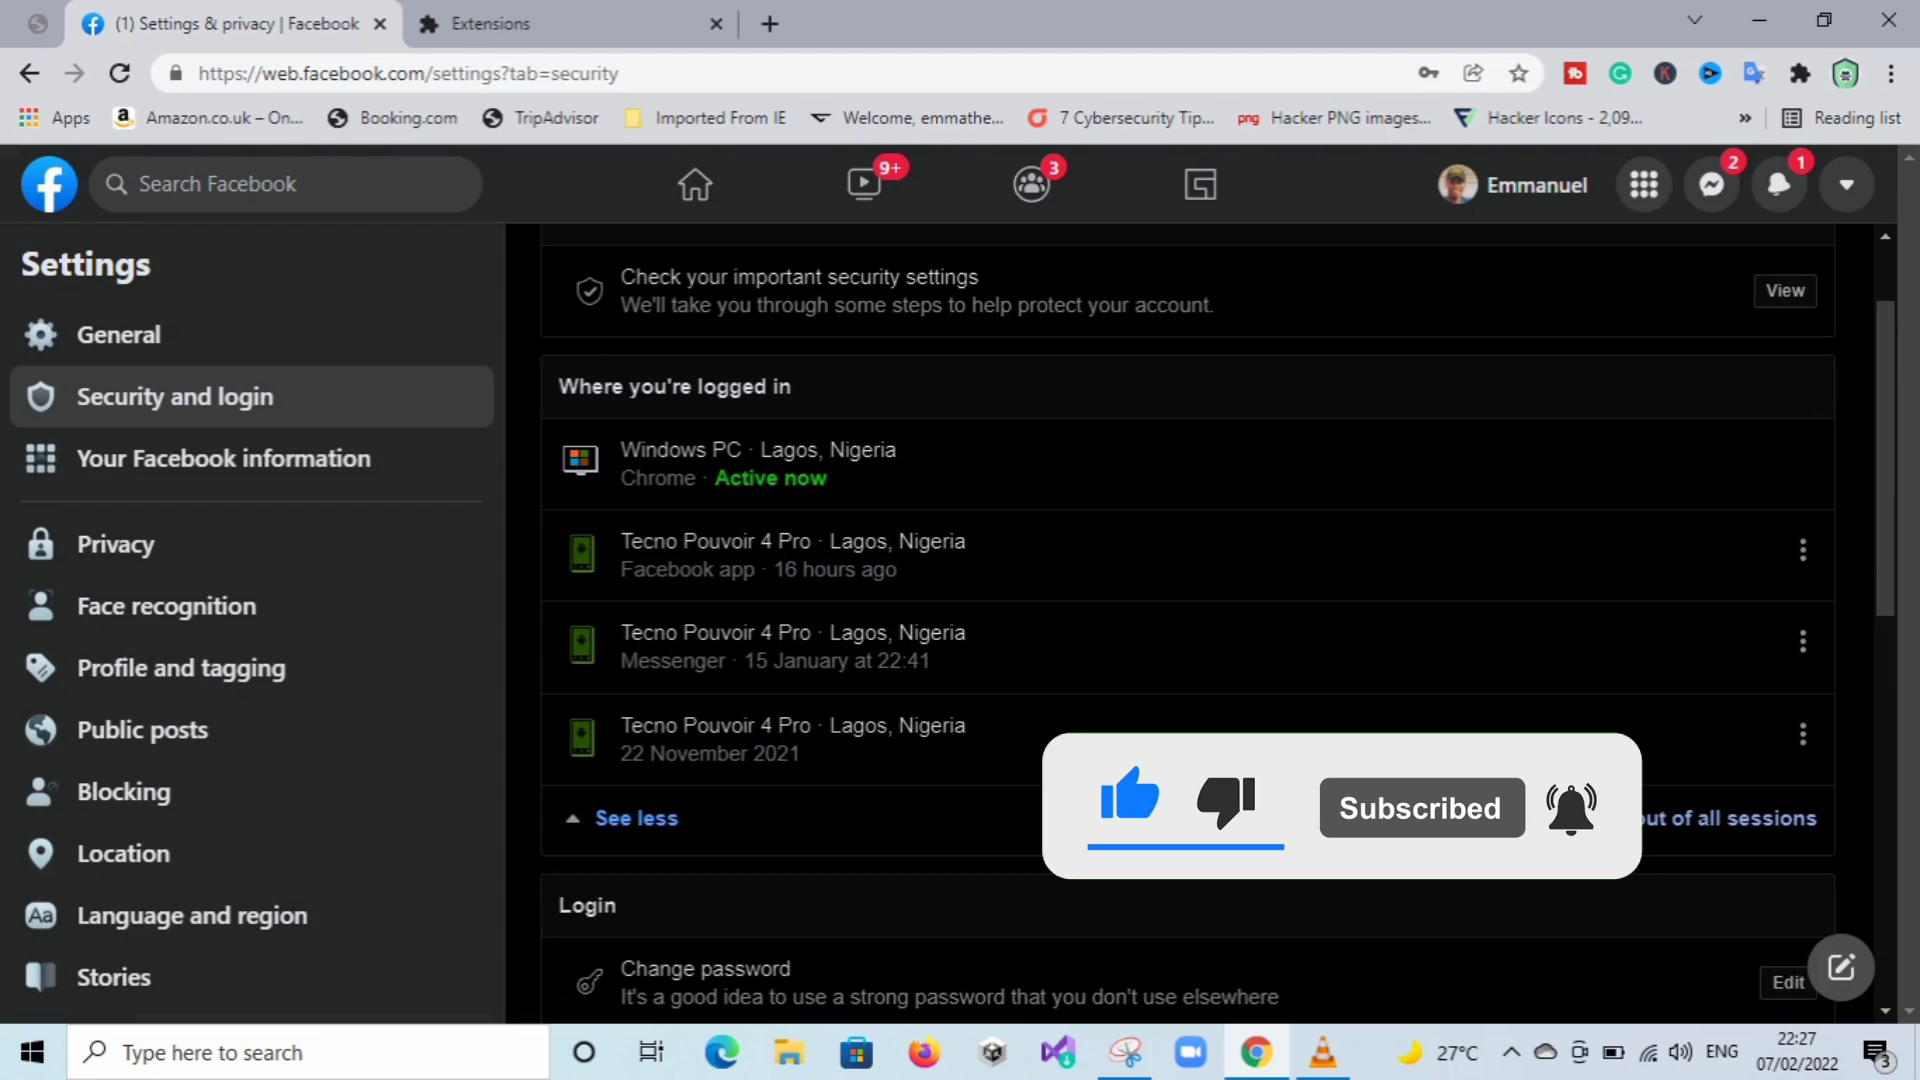 (1) Settings & privacy | Facebook
Extensions
https://web.facebook.com/settings?tab=security
Apps
Amazon.co.uk – On...
Booking.com
TripAdvisor
Imported From IE
Welcome, emmathe...
7 Cybersecurity Tip...
png
Hacker PNG images...
Hacker Icons - 2,09...
»
Reading list
Search Facebook
9+
3
Emmanuel
2
1
Settings
General
Security and login
Your Facebook information
Privacy
Face recognition
Profile and tagging
Public posts
Blocking
Location
Language and region
Stories
Check your important security settings
We'll take you through some steps to help protect your account.
View
Where you're logged in
Windows PC · Lagos, Nigeria
Chrome · Active now
Tecno Pouvoir 4 Pro · Lagos, Nigeria
Facebook app · 16 hours ago
Tecno Pouvoir 4 Pro · Lagos, Nigeria
Messenger · 15 January at 22:41
Tecno Pouvoir 4 Pro · Lagos, Nigeria
22 November 2021
See less
out of all sessions
Subscribed
Login
Change password
It's a good idea to use a strong password that you don't use elsewhere
Edit
Type here to search
27°C
ENG
22:27
07/02/2022
3